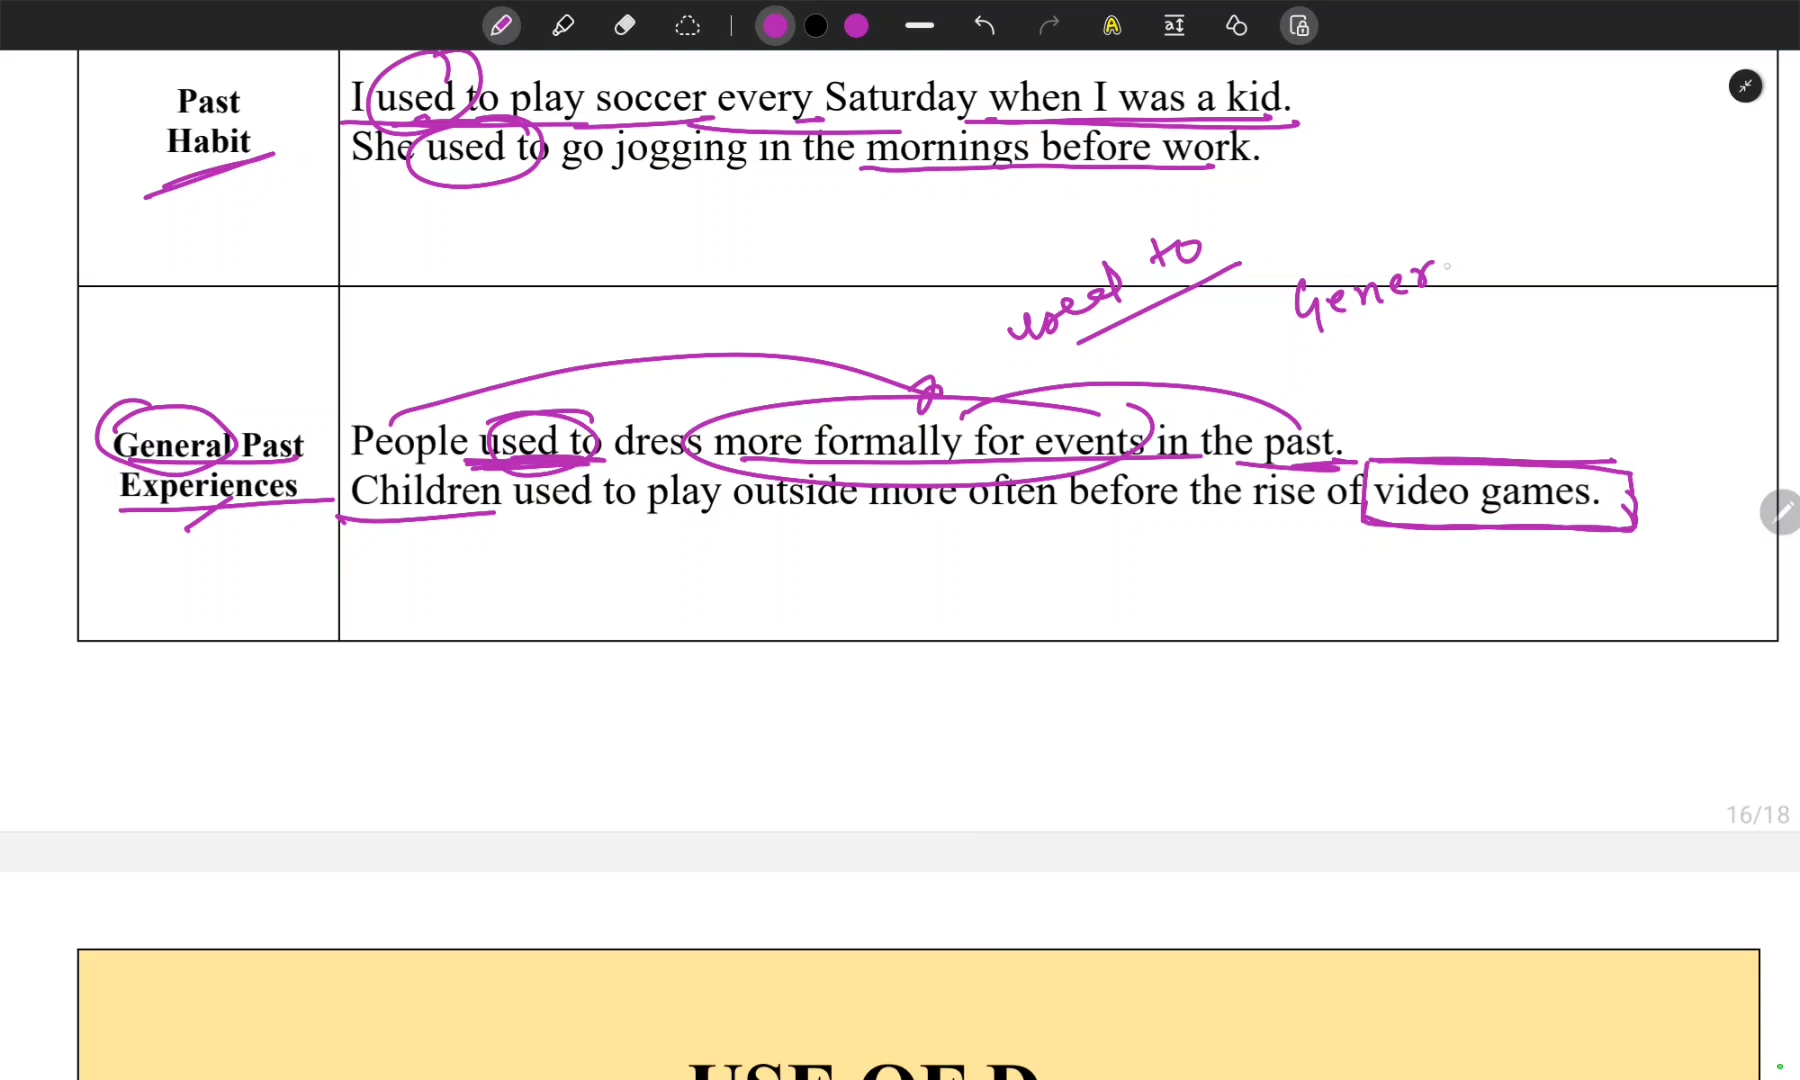 Past
Habit
I used to play soccer every Saturday when I was a kid.
She used to go jogging in the mornings before work.
used to
Gener
General Past
Experiences
People used to dress more formally for events in the past.
Children used to play outside more often before the rise of video games.
16/18
USE OF D